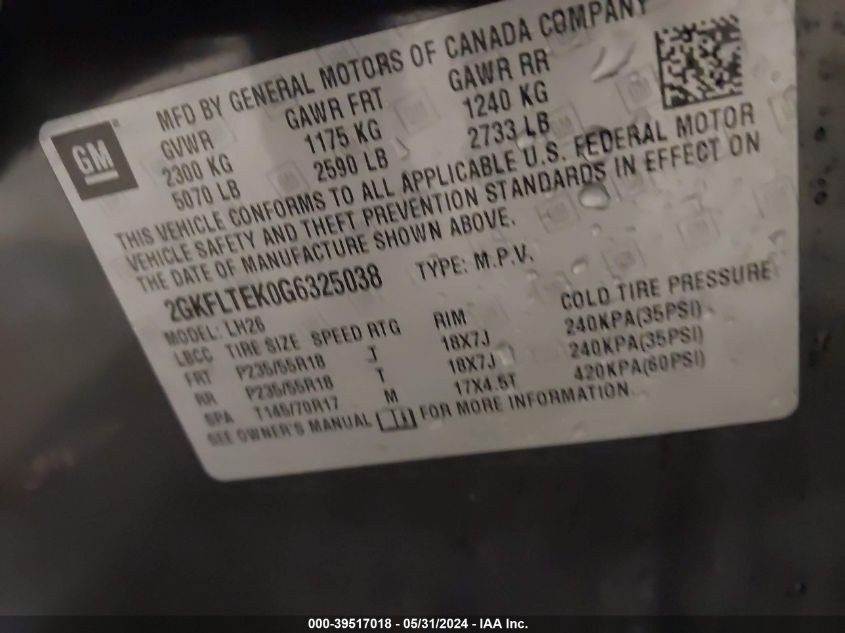 MFD BY GENERAL MOTORS OF CANADA COMPANY
GM
GVWR GAWR FRT GAWR RR
2300 KG 1175 KG 1240 KG
5070 LB 2590 LB 2733 LB
THIS VEHICLE CONFORMS TO ALL APPLICABLE U.S. FEDERAL MOTOR
VEHICLE SAFETY AND THEFT PREVENTION STANDARDS IN EFFECT ON
THE DATE OF MANUFACTURE SHOWN ABOVE.
2GKFLTEK0G6325038 TYPE: M.P.V.
MODEL: LH26
LBCC TIRE SIZE SPEED RTG RIM COLD TIRE PRESSURE
FRT P235/55R18 T 18X7J 240KPA(35PSI)
RR P235/55R18 T 18X7J 240KPA(35PSI)
SPA T145/70R17 M 17X4.5T 420KPA(60PSI)
SEE OWNER'S MANUAL FOR MORE INFORMATION.
000-39517018 - 05/31/2024 - IAA Inc.